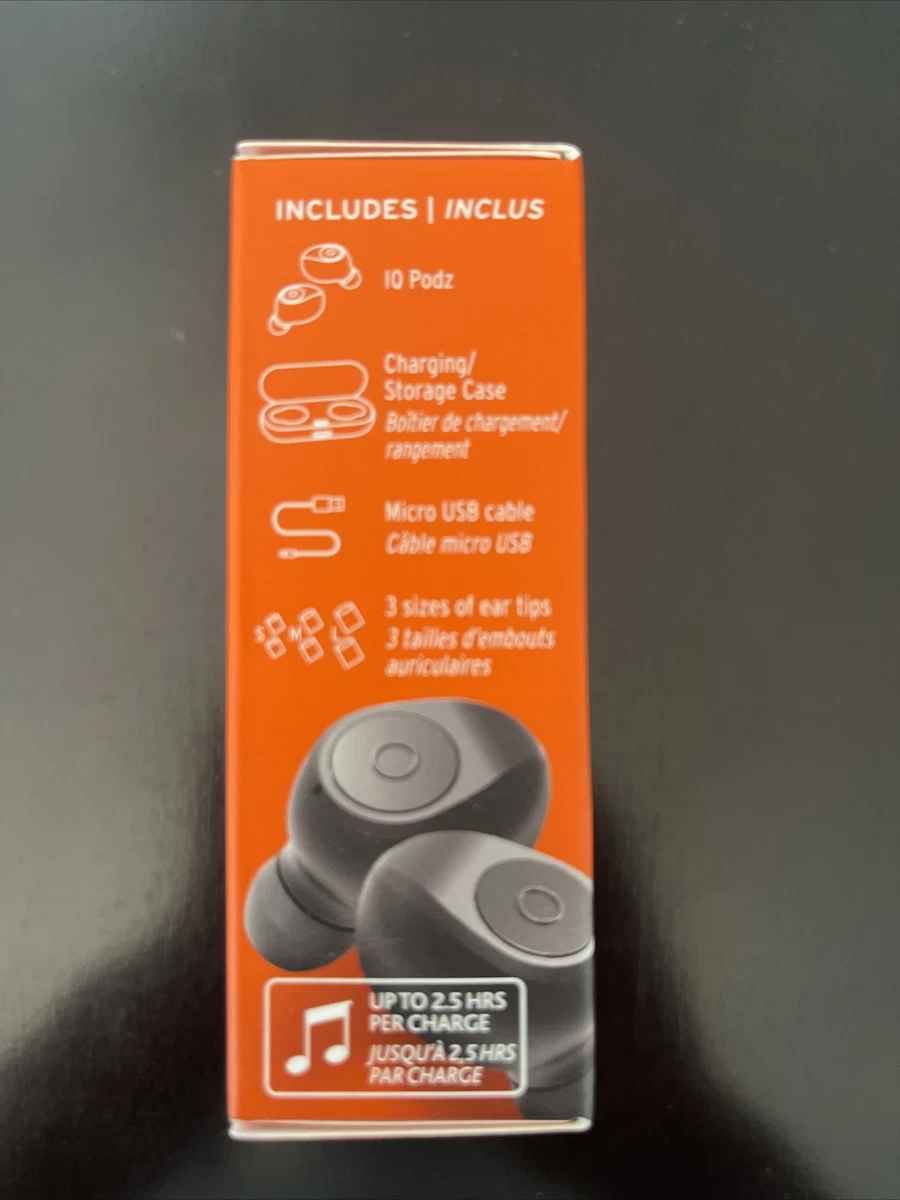 INCLUDES | INCLUS
IQ Podz
Charging/
Storage Case
Boîtier de chargement/
rangement
Micro USB cable
Câble micro USB
S M L
3 sizes of ear tips
3 tailles d'embouts
auriculaires
UP TO 2.5 HRS
PER CHARGE
JUSQU'À 2,5 HRS
PAR CHARGE